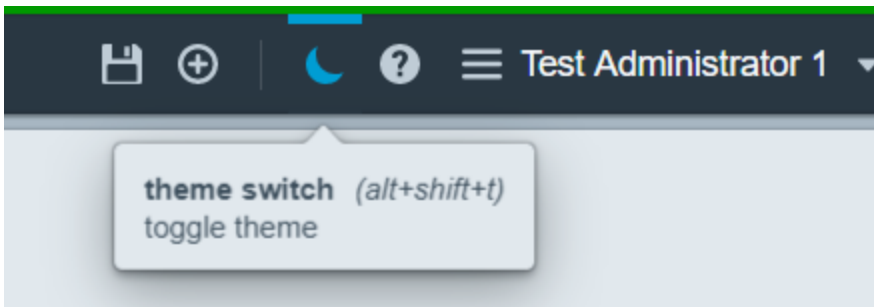 Test Administrator 1
theme switch (alt+shift+t)
toggle theme